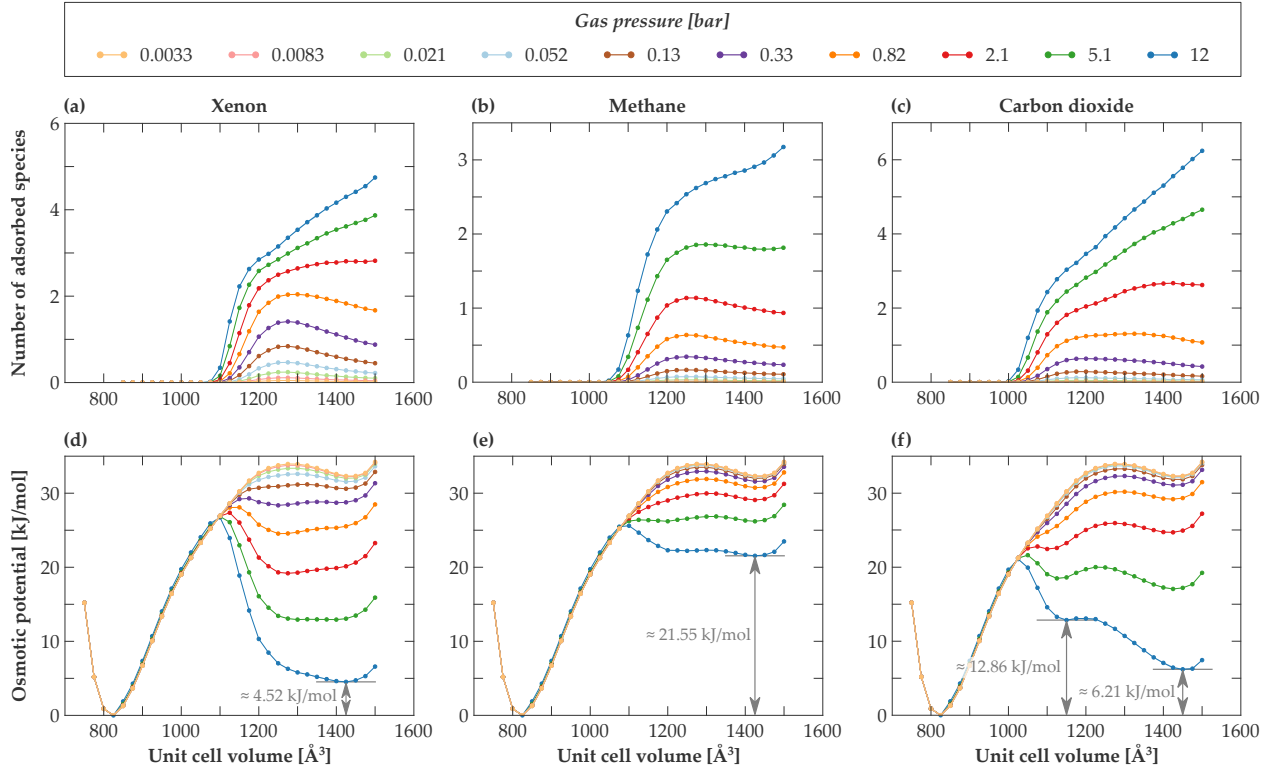 Gas pressure [bar]
0.0033 0.0083 0.021 0.052 0.13 0.33 0.82 2.1 5.1 12
(a) Xenon (b) Methane (c) Carbon dioxide
Number of adsorbed species
6
4
2
0
800 1000 1200 1400 1600
3
2
1
0
800 1000 1200 1400 1600
6
4
2
0
800 1000 1200 1400 1600
(d) (e) (f)
Osmotic potential [kJ/mol]
30
20
10
0
≈ 4.52 kJ/mol
800 1000 1200 1400 1600
Unit cell volume [Å³]
30
20
10
0
≈ 21.55 kJ/mol
800 1000 1200 1400 1600
Unit cell volume [Å³]
30
20
10
0
≈ 12.86 kJ/mol
≈ 6.21 kJ/mol
800 1000 1200 1400 1600
Unit cell volume [Å³]